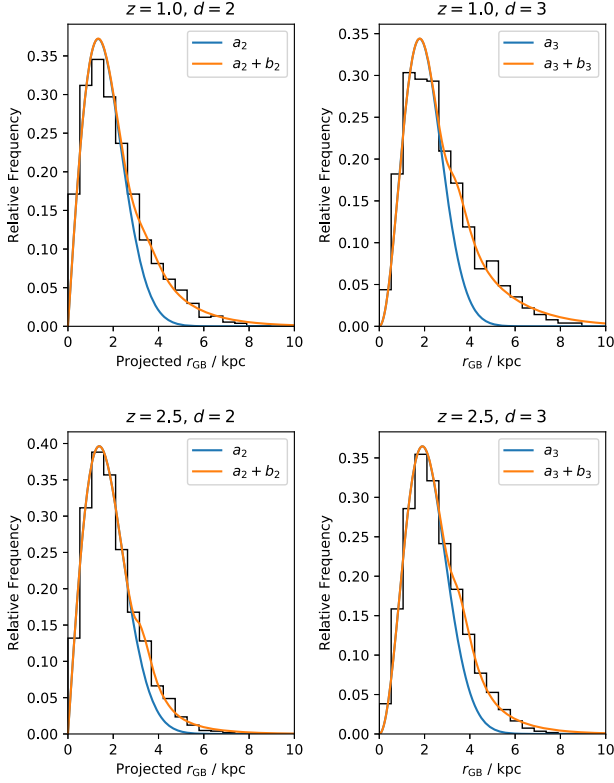 z = 1.0, d = 2
a₂
a₂ + b₂
0.35
0.30
0.25
0.20
0.15
0.10
0.05
0.00
Relative Frequency
0 2 4 6 8 10
Projected r_GB / kpc
z = 1.0, d = 3
a₃
a₃ + b₃
0.35
0.30
0.25
0.20
0.15
0.10
0.05
0.00
Relative Frequency
0 2 4 6 8 10
r_GB / kpc
z = 2.5, d = 2
a₂
a₂ + b₂
0.40
0.35
0.30
0.25
0.20
0.15
0.10
0.05
0.00
Relative Frequency
0 2 4 6 8 10
Projected r_GB / kpc
z = 2.5, d = 3
a₃
a₃ + b₃
0.35
0.30
0.25
0.20
0.15
0.10
0.05
0.00
Relative Frequency
0 2 4 6 8 10
r_GB / kpc